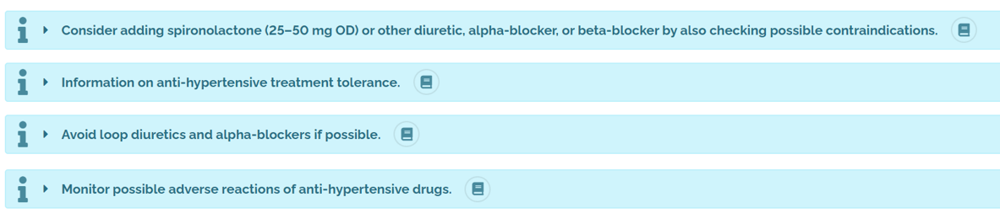 Consider adding spironolactone (25–50 mg OD) or other diuretic, alpha-blocker, or beta-blocker by also checking possible contraindications.
Information on anti-hypertensive treatment tolerance.
Avoid loop diuretics and alpha-blockers if possible.
Monitor possible adverse reactions of anti-hypertensive drugs.